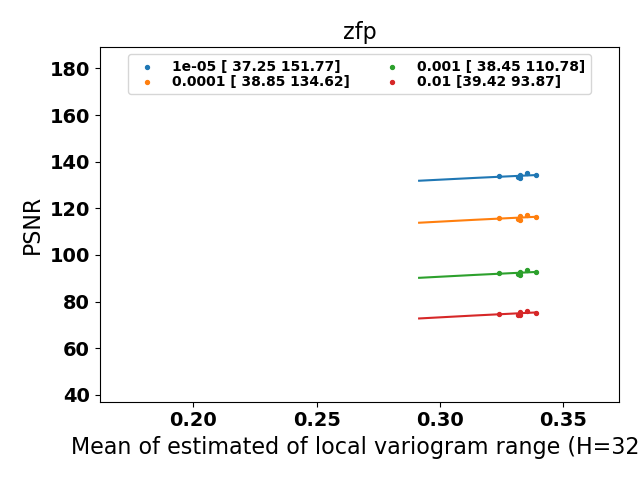 zfp
1e-05 [ 37.25 151.77]
0.0001 [ 38.85 134.62]
0.001 [ 38.45 110.78]
0.01 [39.42 93.87]
PSNR
180
160
140
120
100
80
60
40
0.20 0.25 0.30 0.35
Mean of estimated of local variogram range (H=32